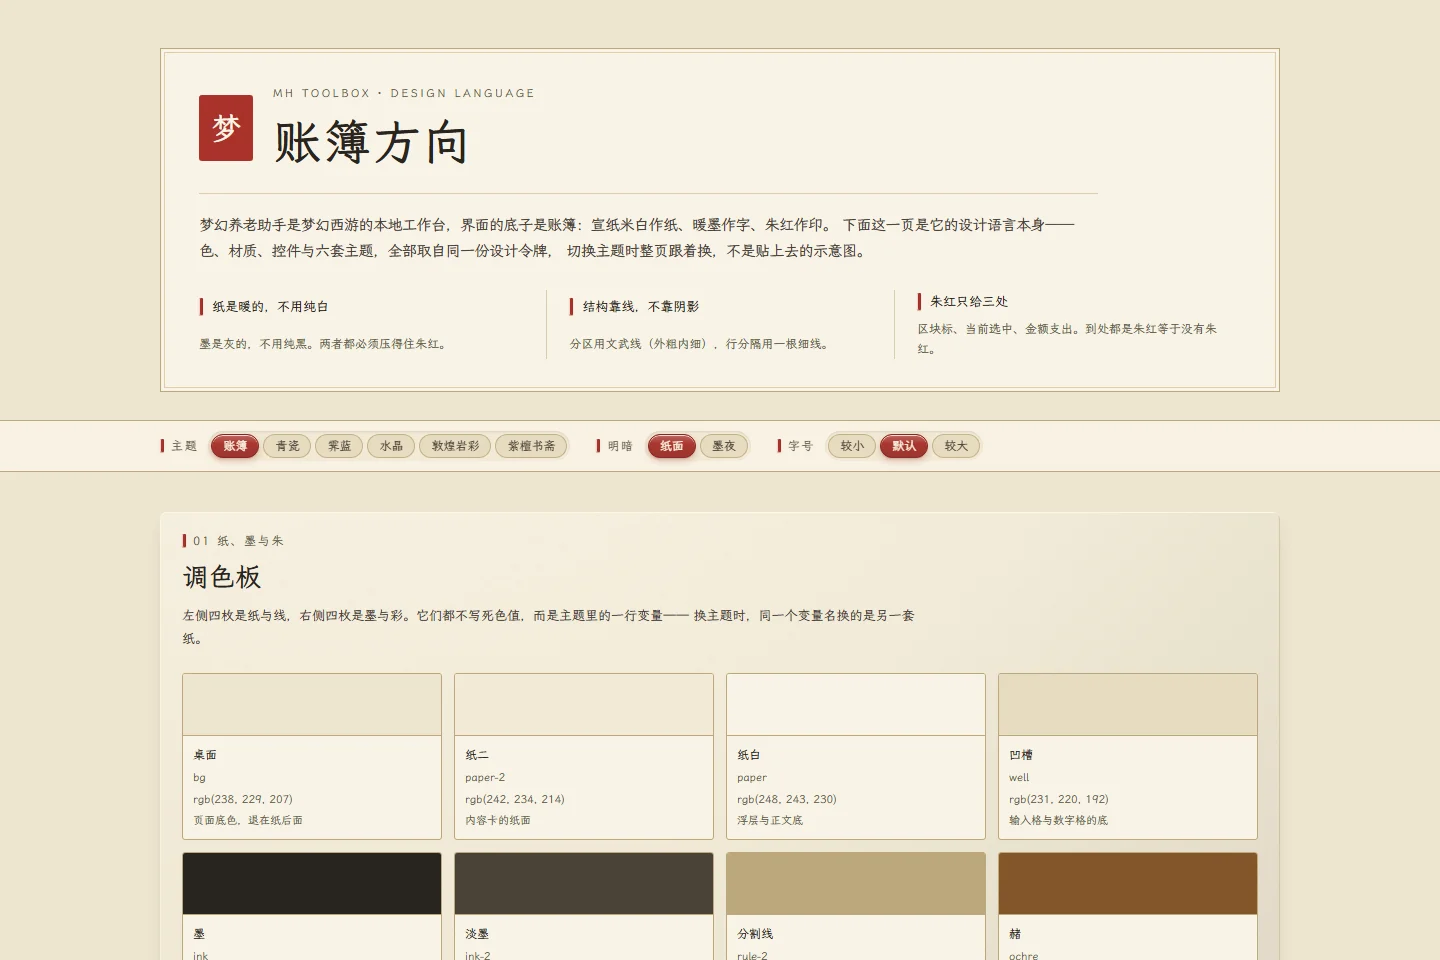 梦
MH TOOLBOX · DESIGN LANGUAGE
账簿方向
梦幻养老助手是梦幻西游的本地工作台，界面的底子是账簿：宣纸米白作纸、暖墨作字、朱红作印。 下面这一页是它的设计语言本身——
色、材质、控件与六套主题，全部取自同一份设计令牌， 切换主题时整页跟着换，不是贴上去的示意图。
纸是暖的，不用纯白
墨是灰的，不用纯黑。两者都必须压得住朱红。
结构靠线，不靠阴影
分区用文武线（外粗内细），行分隔用一根细线。
朱红只给三处
区块标、当前选中、金额支出。到处都是朱红等于没有朱
红。
主题 账簿 青瓷 霁蓝 水晶 敦煌岩彩 紫檀书斋 明暗 纸面 墨夜 字号 较小 默认 较大
01 纸、墨与朱
调色板
左侧四枚是纸与线，右侧四枚是墨与彩。它们都不写死色值，而是主题里的一行变量—— 换主题时，同一个变量名换的是另一套
纸。
桌面
bg
rgb(238, 229, 207)
页面底色，退在纸后面
纸二
paper-2
rgb(242, 234, 214)
内容卡的纸面
纸白
paper
rgb(248, 243, 230)
浮层与正文底
凹槽
well
rgb(231, 220, 192)
输入格与数字格的底
墨
ink
淡墨
ink-2
分割线
rule-2
赭
ochre